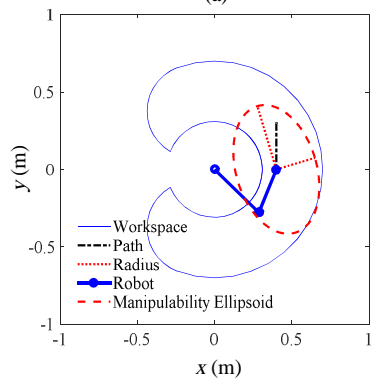 (a)
1
0.5
0
-0.5
-1
y (m)
Workspace
Path
Radius
Robot
Manipulability Ellipsoid
-1 -0.5 0 0.5 1
x (m)